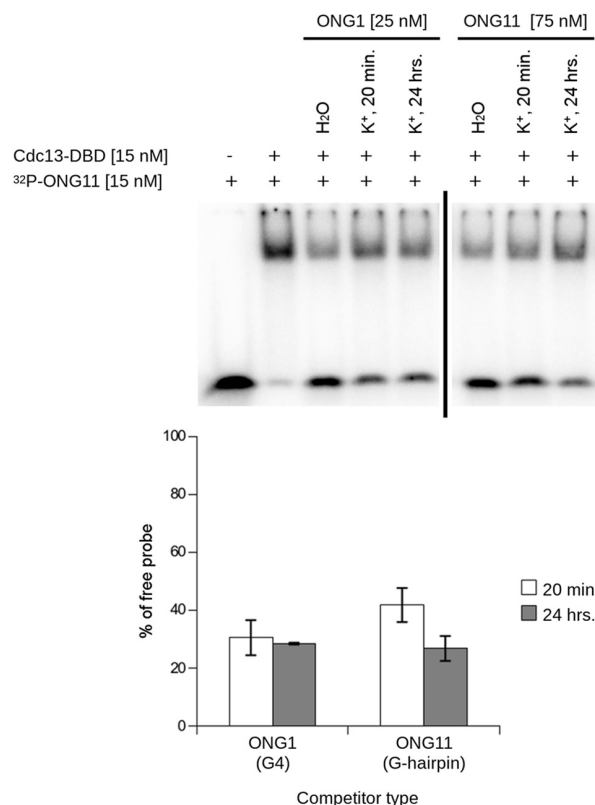 ONG1 [25 nM] ONG11 [75 nM]
H₂O K⁺, 20 min. K⁺, 24 hrs. H₂O K⁺, 20 min. K⁺, 24 hrs.
Cdc13-DBD [15 nM] - + + + + + + +
³²P-ONG11 [15 nM] + + + + + + + +
100
80
60
40
20
0
% of free probe
20 min
24 hrs.
ONG1 ONG11
(G4) (G-hairpin)
Competitor type